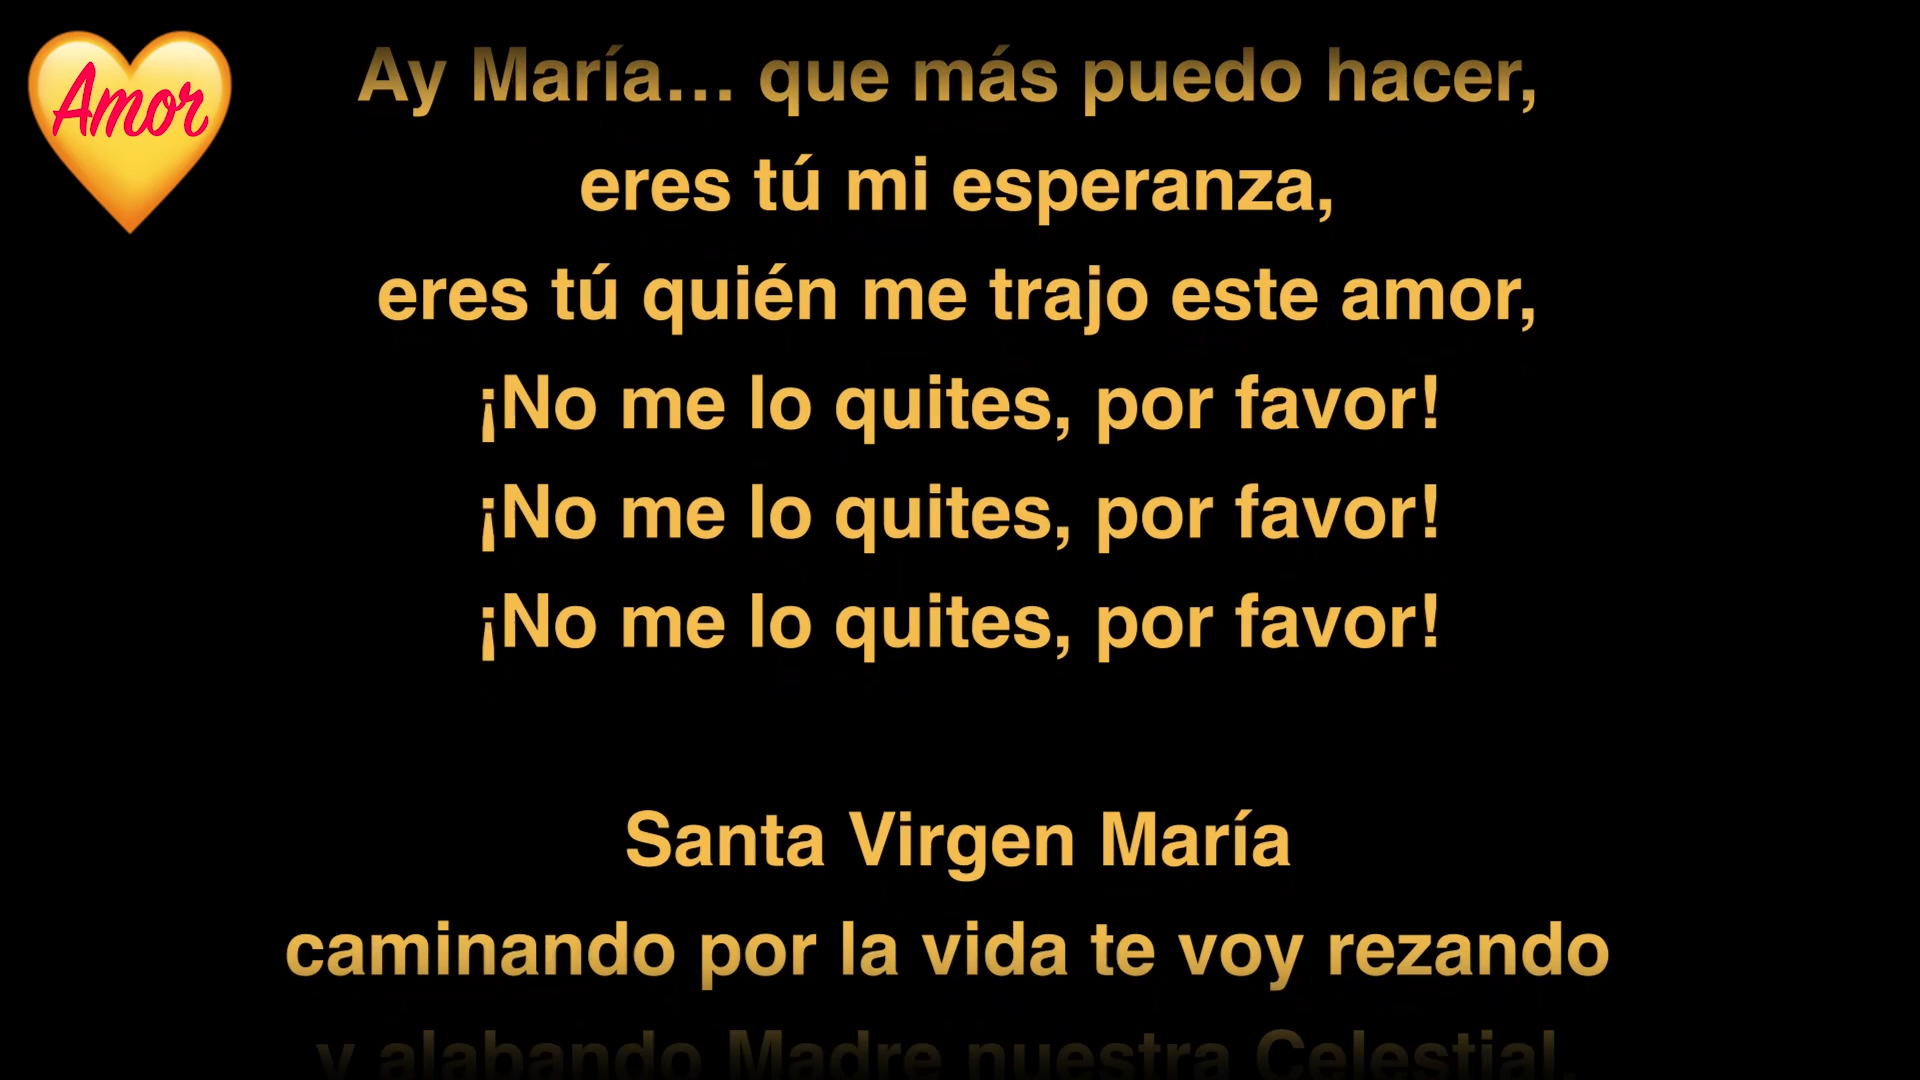 Amor
Ay María… que más puedo hacer,
eres tú mi esperanza,
eres tú quién me trajo este amor,
¡No me lo quites, por favor!
¡No me lo quites, por favor!
¡No me lo quites, por favor!
Santa Virgen María
caminando por la vida te voy rezando
y alabando Madre nuestra Celestial.